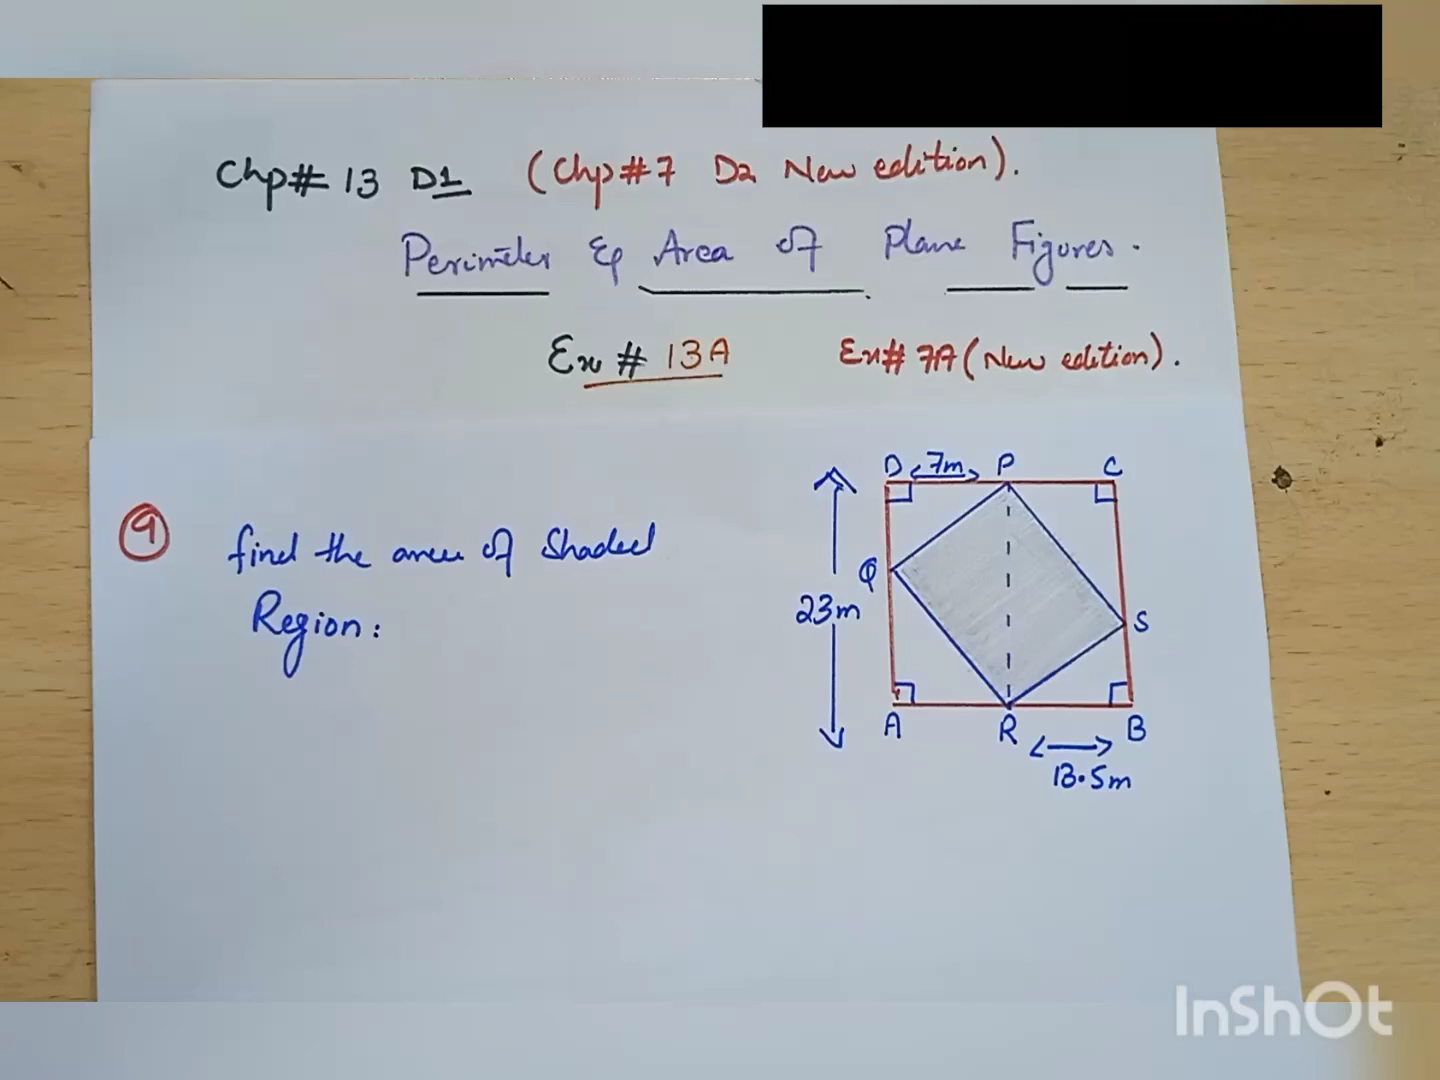 Chp# 13 D1 (Chp#7 D2 New edition).
Perimeter & Area of Plane Figures.
Ex # 13A Ex# 7A (New edition).
9 find the area of Shaded
Region:
D 7m P C
Q
23m
S
A R B
13.5m
InShOt